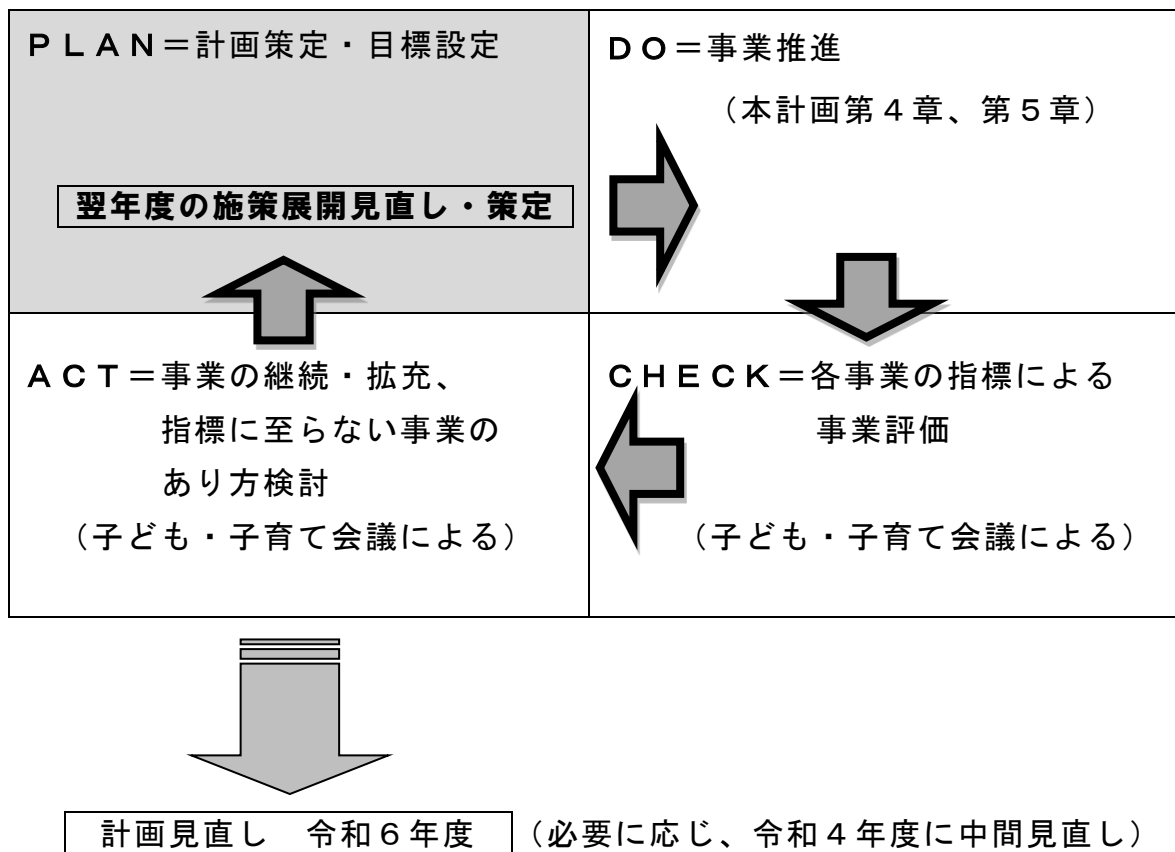 ＰＬＡＮ＝計画策定・目標設定
翌年度の施策展開見直し・策定
ＤＯ＝事業推進
（本計画第４章、第５章）
ＡＣＴ＝事業の継続・拡充、
指標に至らない事業の
あり方検討
（子ども・子育て会議による）
ＣＨＥＣＫ＝各事業の指標による
事業評価
（子ども・子育て会議による）
計画見直し　令和６年度　（必要に応じ、令和４年度に中間見直し）